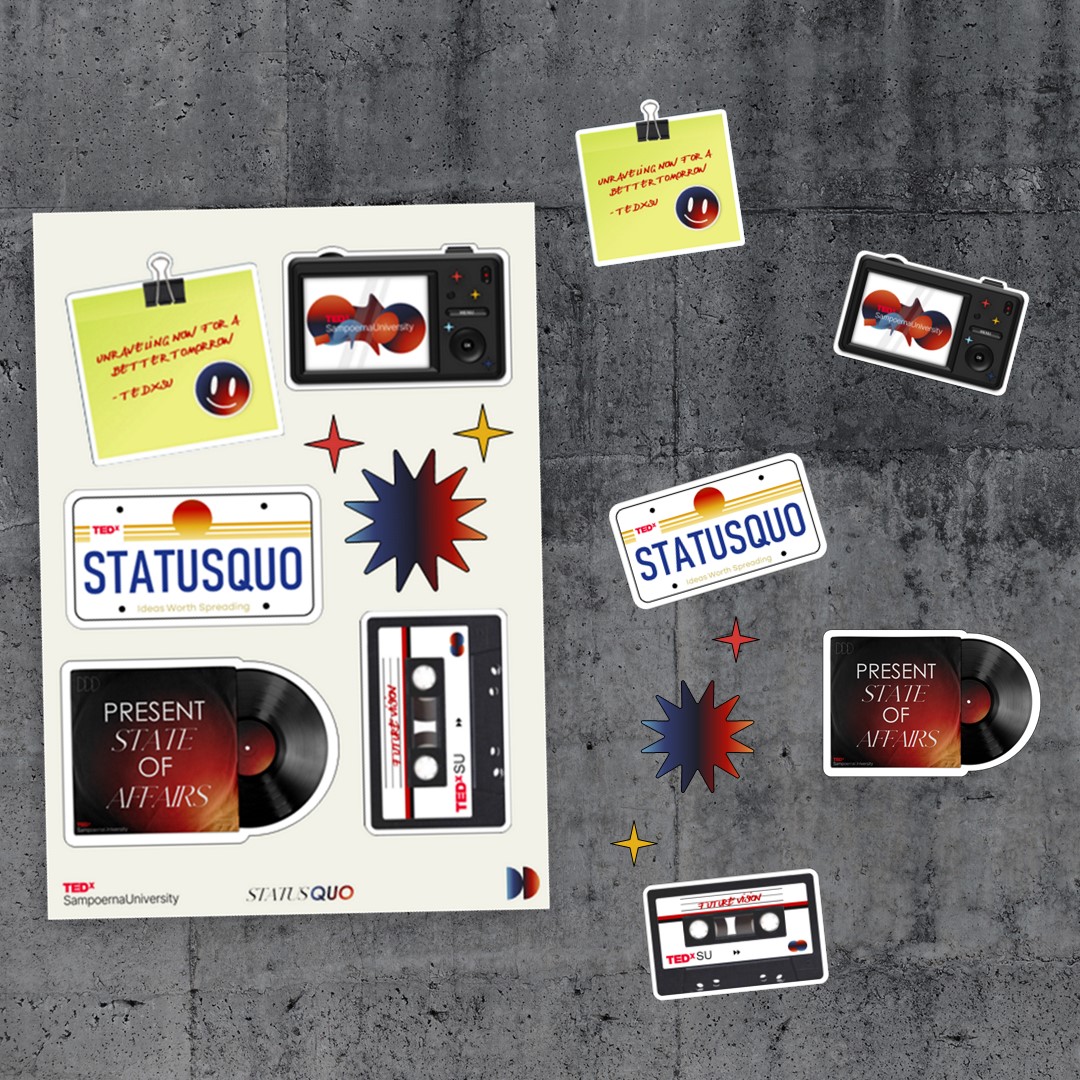 UNRAVELING NOW FOR A
BETTER TOMORROW
- TEDXSU
TEDx
SampoernaUniversity
MENU
TEDx
STATUSQUO
Ideas Worth Spreading
PRESENT
STATE
OF
AFFAIRS
TEDx
SampoernaUniversity
FUTURE VISION
TEDxSU
TEDx
SampoernaUniversity
STATUSQUO
UNRAVELING NOW FOR A
BETTER TOMORROW
- TEDXSU
TEDx
SampoernaUniversity
MENU
TEDx
STATUSQUO
Ideas Worth Spreading
PRESENT
STATE
OF
AFFAIRS
TEDx
SampoernaUniversity
FUTURE VISION
TEDxSU